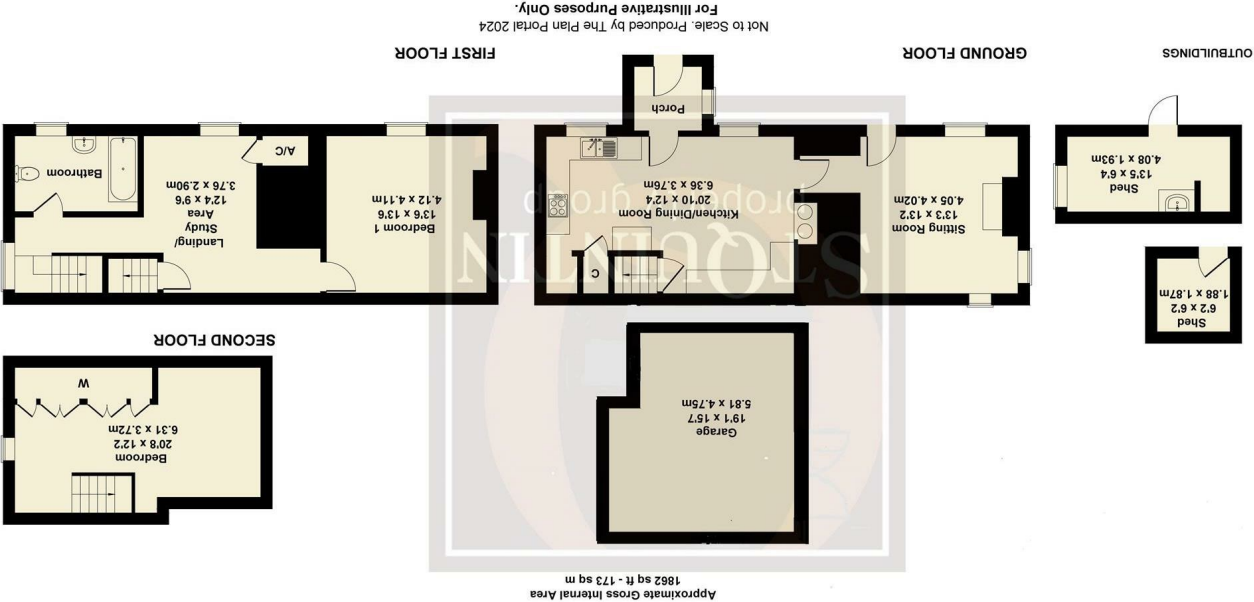 Approximate Gross Internal Area
1862 sq ft - 173 sq m
Garage
19'1 x 15'7
5.81 x 4.75m
Bedroom
20'8 x 12'2
6.31 x 3.72m
W
SECOND FLOOR
Shed
6'2 x 6'2
1.88 x 1.87m
Shed
13'5 x 6'4
4.08 x 1.93m
OUTBUILDINGS
Sitting Room
13'3 x 13'2
4.05 x 4.02m
C
Kitchen/Dining Room
20'10 x 12'4
6.36 x 3.76m
Porch
GROUND FLOOR
Bedroom 1
13'6 x 13'6
4.12 x 4.11m
Landing/
Study
Area
12'4 x 9'6
3.76 x 2.90m
A/C
Bathroom
FIRST FLOOR
STQUINTIN
property group
Not to Scale. Produced by The Plan Portal 2024
For Illustrative Purposes Only.